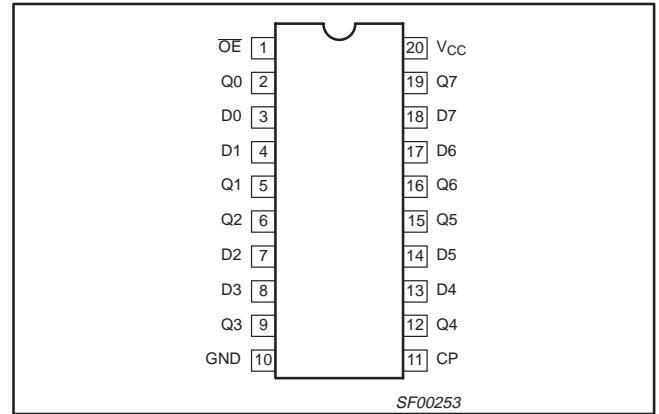 O̅E̅ 1 20 VCC
Q0 2 19 Q7
D0 3 18 D7
D1 4 17 D6
Q1 5 16 Q6
Q2 6 15 Q5
D2 7 14 D5
D3 8 13 D4
Q3 9 12 Q4
GND 10 11 CP
SF00253